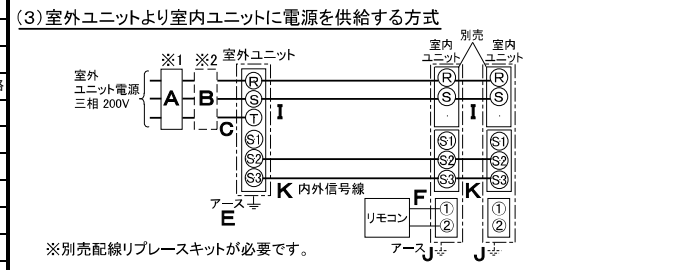 (3)室外ユニットより室内ユニットに電源を供給する方式
別売
※1 ※2 室外ユニット
室内
ユニット
室内
ユニット
室外
ユニット電源
三相 200V
A
B
C
R
S
T
S1
S2
S3
I
K 内外信号線
R
S
S1
S2
S3
I
K
R
S
S1
S2
S3
アース
E
F
リモコン
①
②
①
②
アース J
J
※別売配線リプレースキットが必要です。